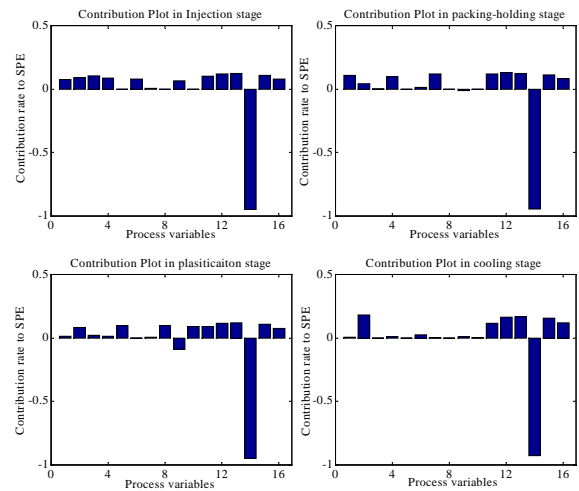 Contribution Plot in Injection stage
Contribution Plot in packing-holding stage
0.5
0
-0.5
-1
Contribution rate to SPE
0 4 8 12 16
Process variables
0.5
0
-0.5
-1
Contribution rate to SPE
0 4 8 12 16
Process variables
Contribution Plot in plasiticaiton stage
Contribution Plot in cooling stage
0.5
0
-0.5
-1
Contribution rate to SPE
0 4 8 12 16
Process variables
0.5
0
-0.5
-1
Contribution rate to SPE
0 4 8 12 16
Process variables